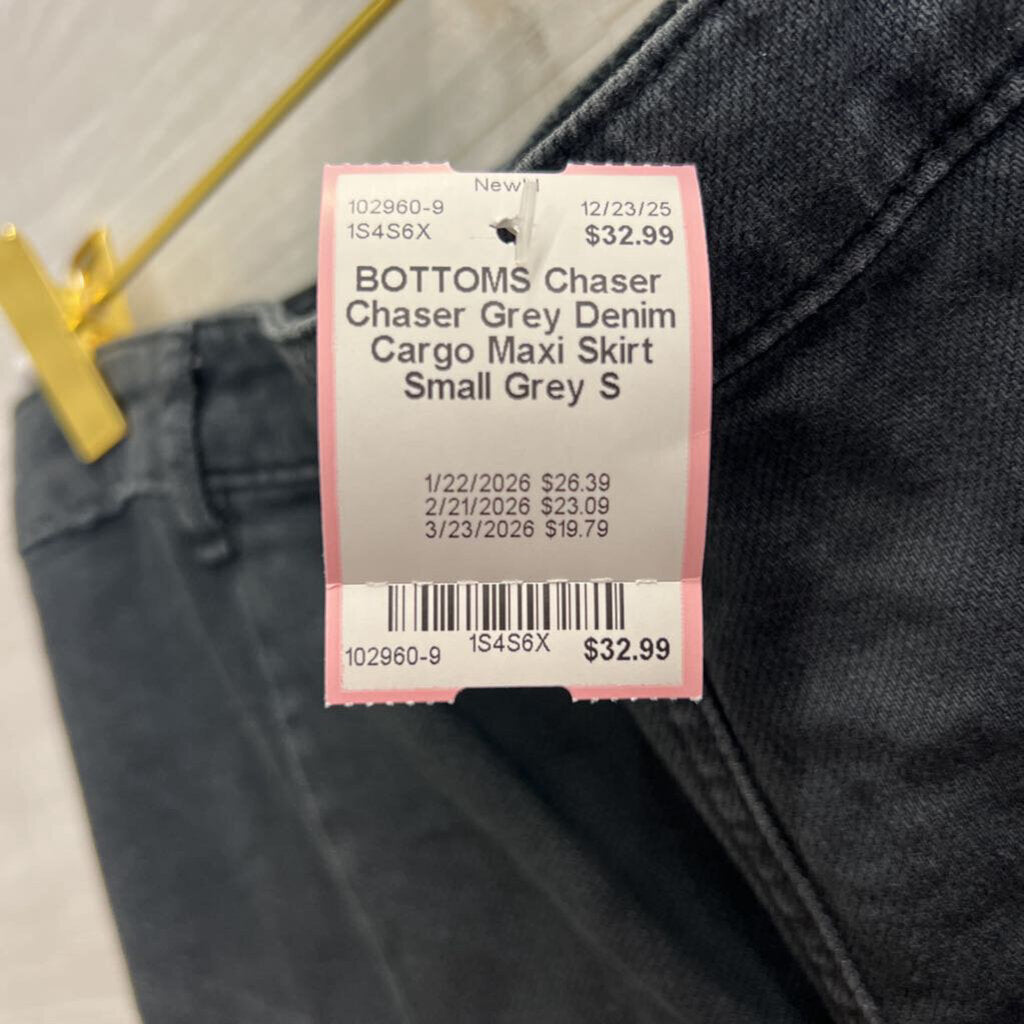 New
102960-9 12/23/25
1S4S6X $32.99
BOTTOMS Chaser
Chaser Grey Denim
Cargo Maxi Skirt
Small Grey S
1/22/2026 $26.39
2/21/2026 $23.09
3/23/2026 $19.79
102960-9 1S4S6X $32.99